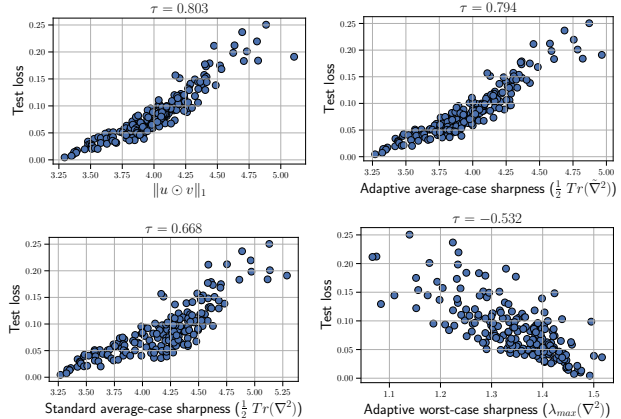 τ = 0.803
Test loss
0.25
0.20
0.15
0.10
0.05
0.00
3.25 3.50 3.75 4.00 4.25 4.50 4.75 5.00
‖u ⊙ v‖₁
τ = 0.794
Test loss
0.25
0.20
0.15
0.10
0.05
0.00
3.25 3.50 3.75 4.00 4.25 4.50 4.75 5.00
Adaptive average-case sharpness (½ Tr(∇̃²))
τ = 0.668
Test loss
0.25
0.20
0.15
0.10
0.05
0.00
3.25 3.50 3.75 4.00 4.25 4.50 4.75 5.00 5.25
Standard average-case sharpness (½ Tr(∇²))
τ = −0.532
Test loss
0.25
0.20
0.15
0.10
0.05
0.00
1.1 1.2 1.3 1.4 1.5
Adaptive worst-case sharpness (λₘₐₓ(∇²))